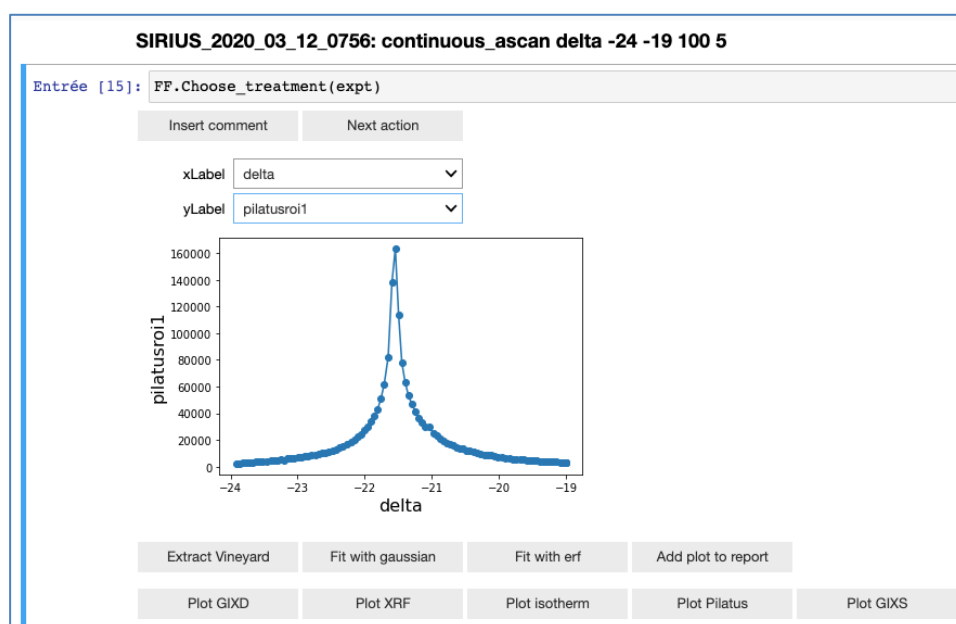 SIRIUS_2020_03_12_0756: continuous_ascan delta -24 -19 100 5
Entrée [15]: FF.Choose_treatment(expt)
Insert comment Next action
xLabel delta
yLabel pilatusroi1
160000
140000
120000
100000
80000
60000
40000
20000
0
pilatusroi1
−24 −23 −22 −21 −20 −19
delta
Extract Vineyard Fit with gaussian Fit with erf Add plot to report
Plot GIXD Plot XRF Plot isotherm Plot Pilatus Plot GIXS